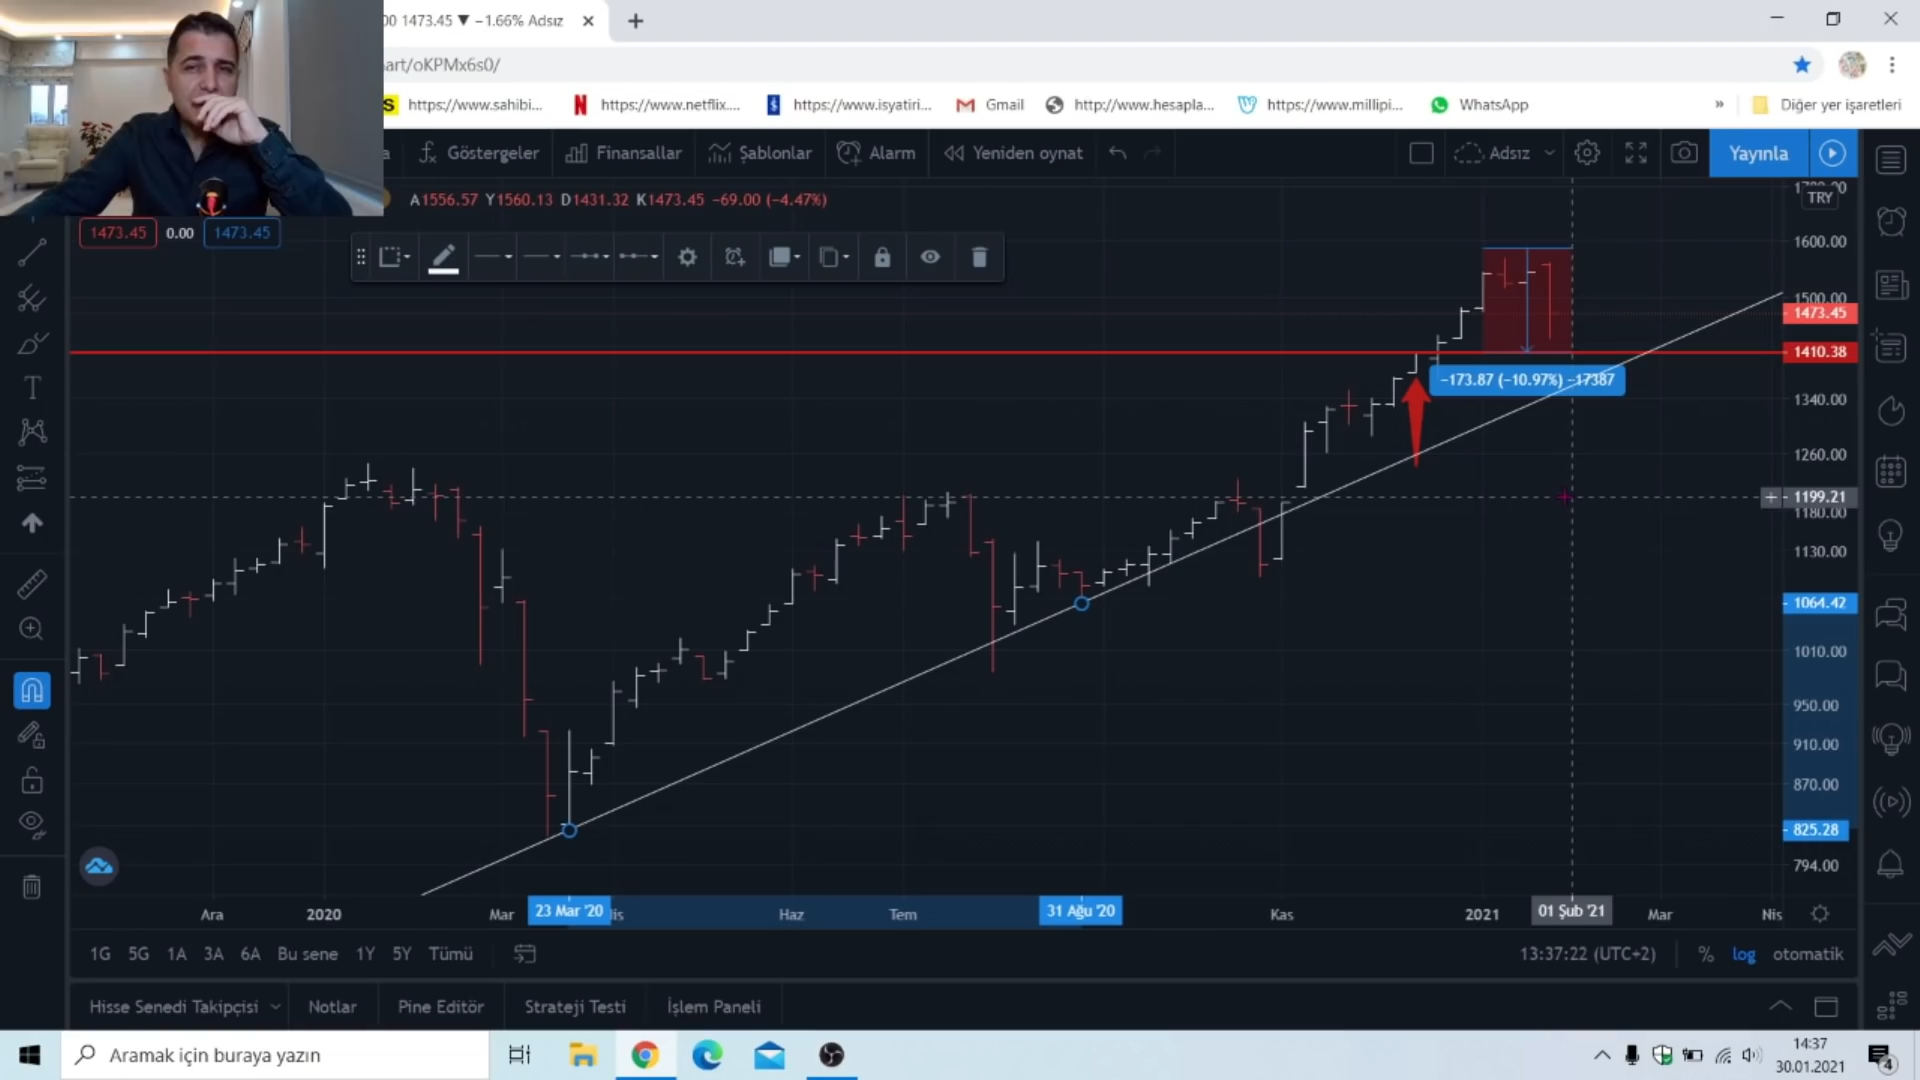 00 1473.45 ▼ −1.66% Adsız
art/oKPMx6s0/
https://www.sahibi... https://www.netflix.... https://www.isyatiri... Gmail http://www.hesapla... https://www.millipi... WhatsApp » Diğer yer işaretleri
Göstergeler Finansallar Şablonlar Alarm Yeniden oynat Adsız Yayınla
A1556.57 Y1560.13 D1431.32 K1473.45 −69.00 (−4.47%)
TRY
1473.45 0.00 1473.45
1600.00
1500.00
1473.45
1410.38
−173.87 (−10.97%) −17387
1340.00
1260.00
1199.21
1180.00
1130.00
1064.42
1010.00
950.00
910.00
870.00
825.28
794.00
Ara 2020 Mar 23 Mar '20 Haz Tem 31 Ağu '20 Kas 2021 01 Şub '21 Mar Nis
1G 5G 1A 3A 6A Bu sene 1Y 5Y Tümü 13:37:22 (UTC+2) % log otomatik
Hisse Senedi Takipçisi Notlar Pine Editör Strateji Testi İşlem Paneli
Aramak için buraya yazın
14:37
30.01.2021
4